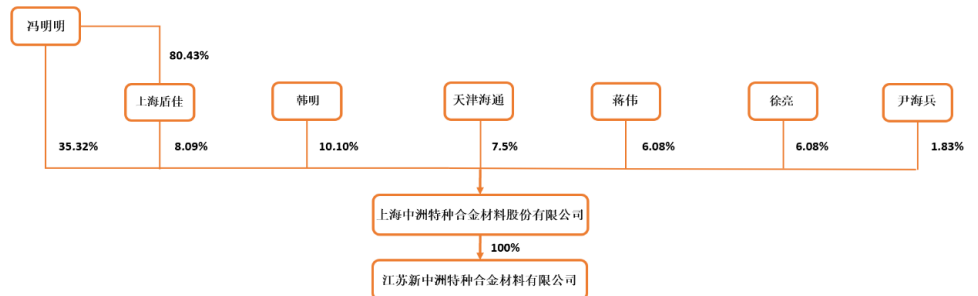 冯明明
80.43%
上海盾佳
韩明
天津海通
蒋伟
徐亮
尹海兵
35.32%
8.09%
10.10%
7.5%
6.08%
6.08%
1.83%
上海中洲特种合金材料股份有限公司
100%
江苏新中洲特种合金材料有限公司